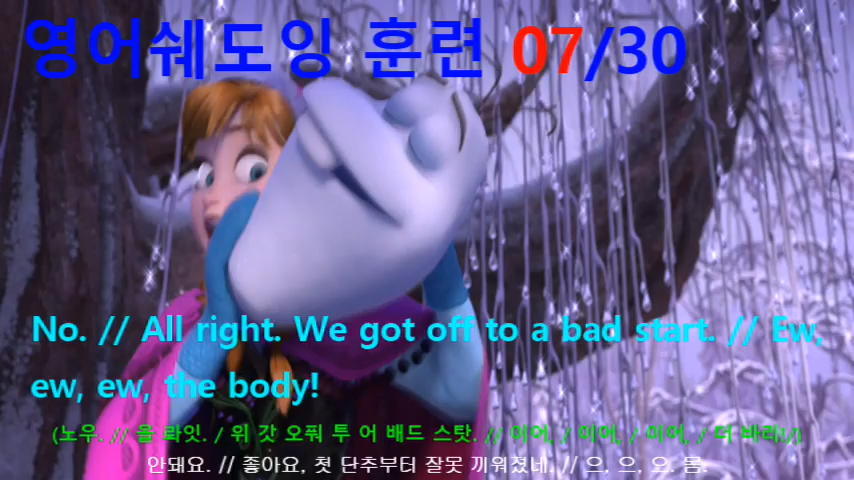 영어쉐도잉 훈련 07/30
No. // All right. We got off to a bad start. // Ew,
ew, ew, the body!
(노우. // 올 롸잇. / 위 갓 오풔 투 어 배드 스탓. // 이어, / 이어, / 이어, / 더 바리!/)
안돼요. // 좋아요, 첫 단추부터 잘못 끼워졌네. // 으, 으, 으, 몸.